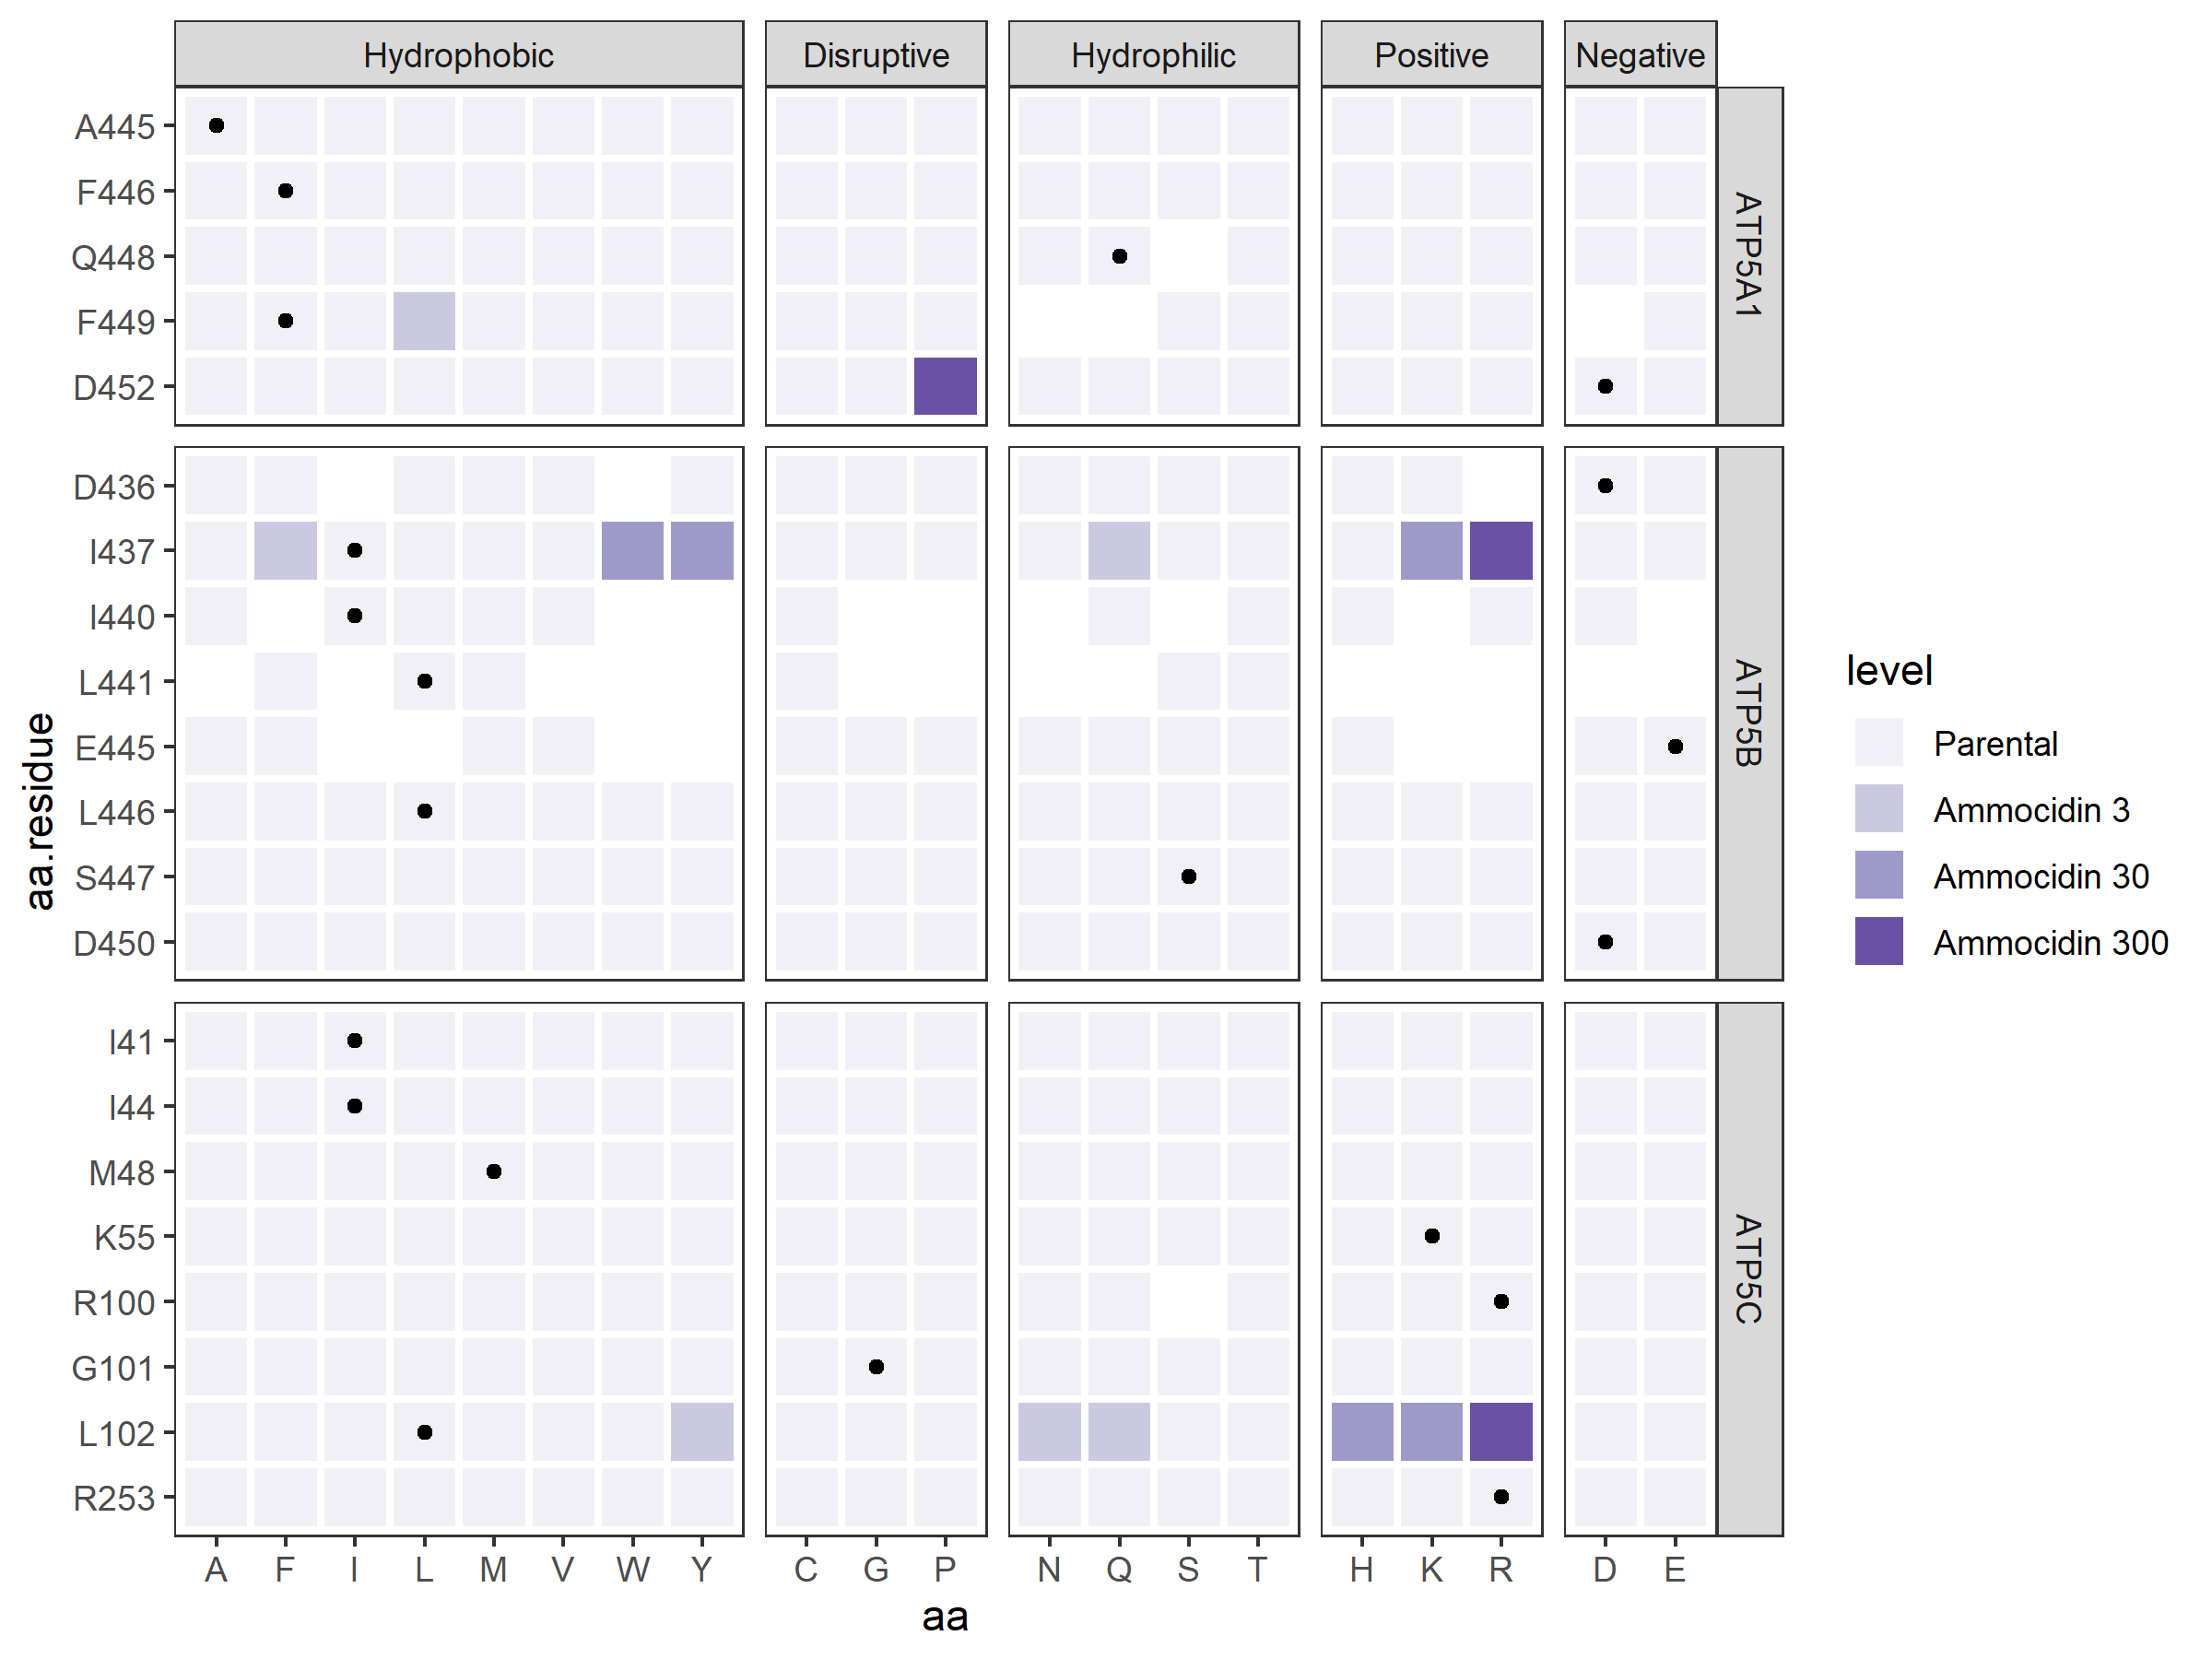 Hydrophobic Disruptive Hydrophilic Positive Negative
A445
F446
Q448
F449
D452
ATP5A1
D436
I437
I440
L441
E445
L446
S447
D450
ATP5B
I41
I44
M48
K55
R100
G101
L102
R253
ATP5C
A F I L M V W Y C G P N Q S T H K R D E
aa
aa.residue
level
Parental
Ammocidin 3
Ammocidin 30
Ammocidin 300